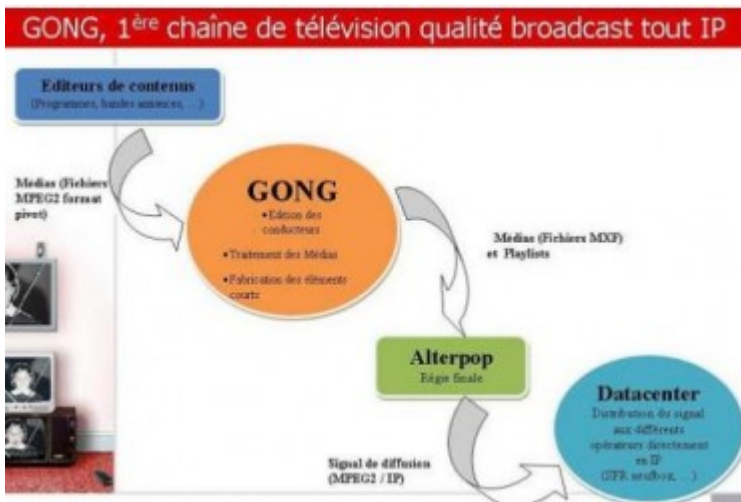 GONG, 1ère chaîne de télévision qualité broadcast tout IP
Editeurs de contenus
(Programmes, bandes annonces, ...)
Médias (Fichiers
MPEG2 format
pivot)
GONG
•Edition des
conducteurs
•Traitement des Médias
•Fabrication des éléments
courts
Médias (Fichiers MXF)
et Playlists
Alterpop
Régie finale
Signal de diffusion
(MPEG2 / IP)
Datacenter
Distribution du signal
aux différents
opérateurs directement
en IP
(SFR neufbox, ...)